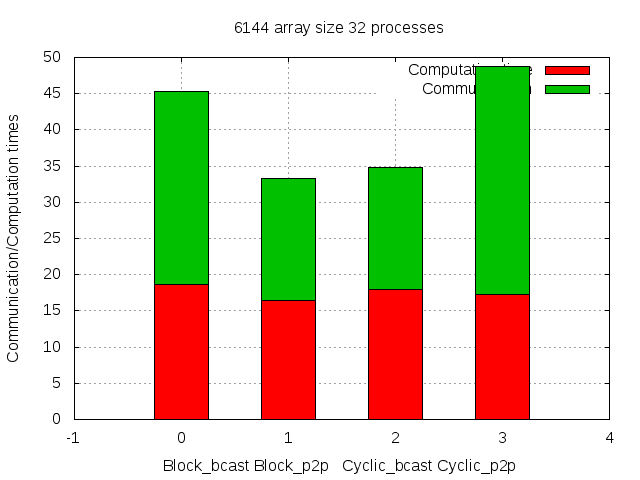 6144 array size 32 processes
Communication/Computation times
50
45
40
35
30
25
20
15
10
5
0
-1 0 1 2 3 4
Block_bcast Block_p2p Cyclic_bcast Cyclic_p2p